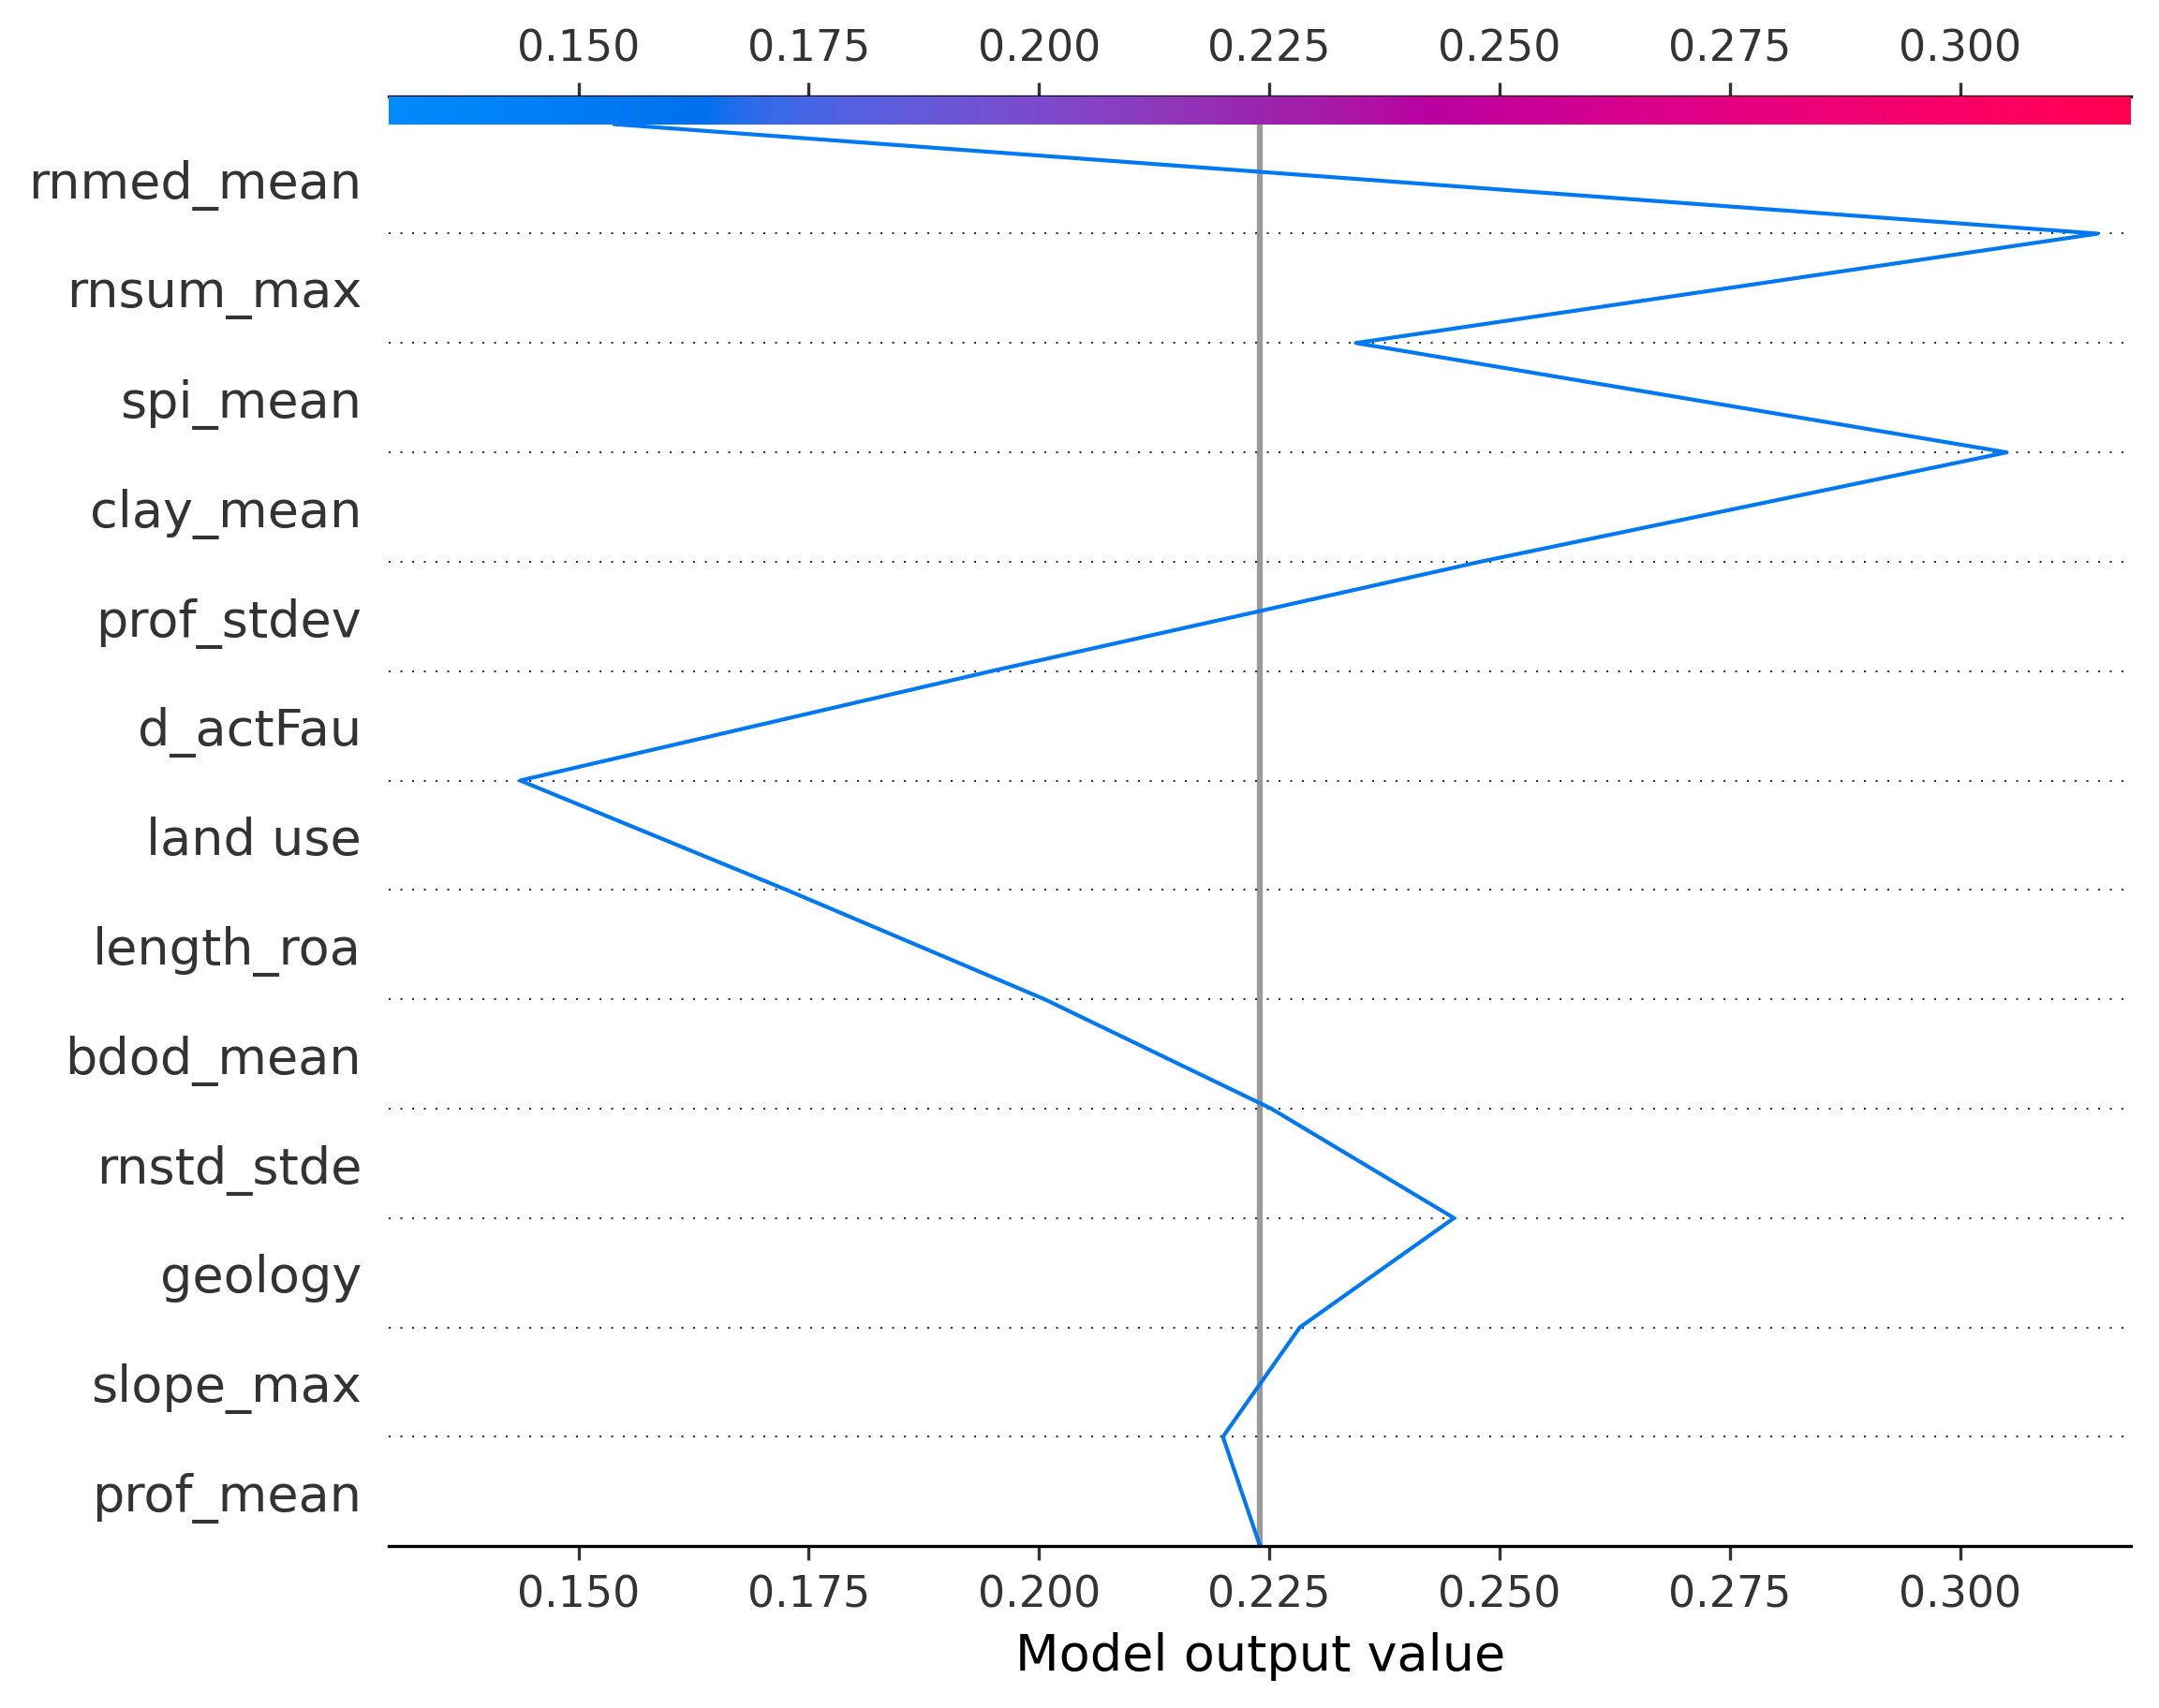 0.150 0.175 0.200 0.225 0.250 0.275 0.300
rnmed_mean
rnsum_max
spi_mean
clay_mean
prof_stdev
d_actFau
land use
length_roa
bdod_mean
rnstd_stde
geology
slope_max
prof_mean
0.150 0.175 0.200 0.225 0.250 0.275 0.300
Model output value